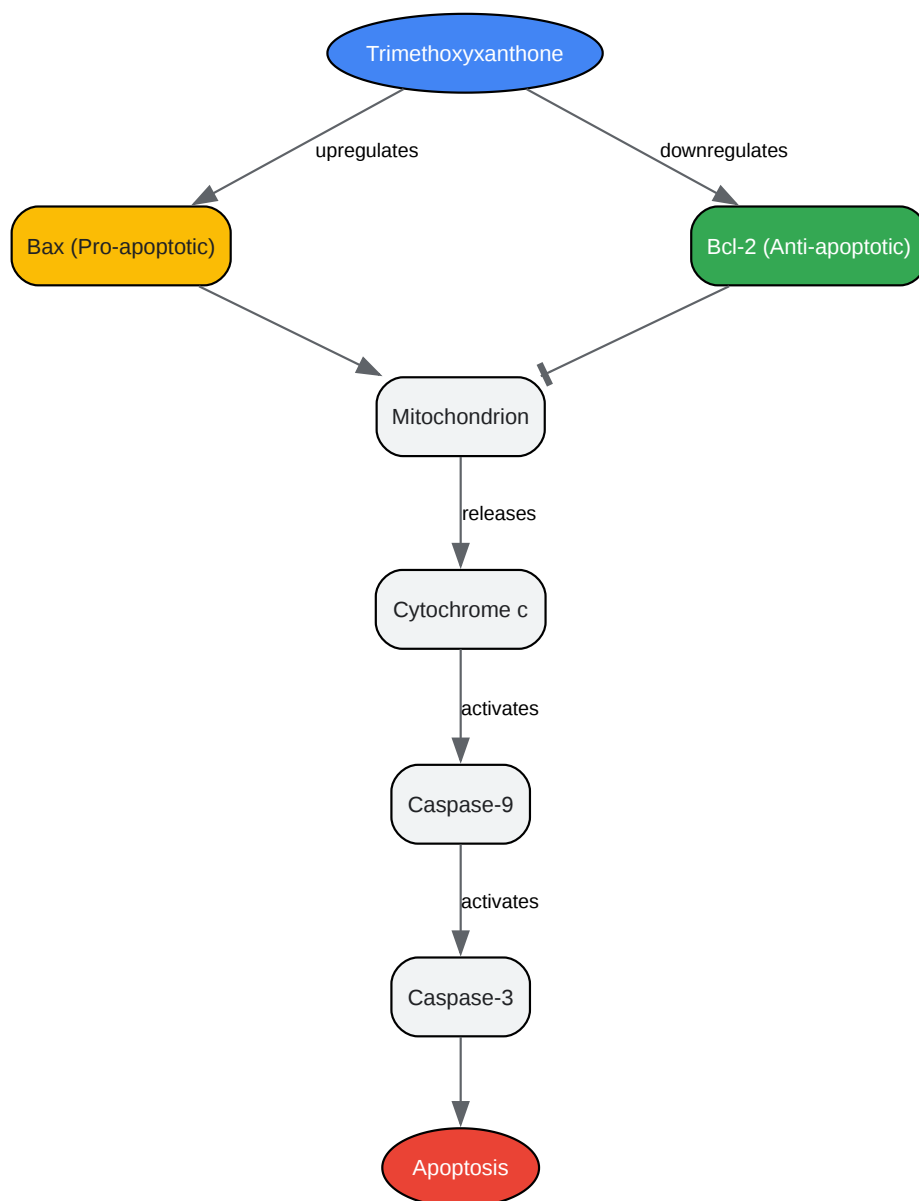 Trimethoxyxanthone
upregulates
downregulates
Bax (Pro-apoptotic)
Bcl-2 (Anti-apoptotic)
Mitochondrion
releases
Cytochrome c
activates
Caspase-9
activates
Caspase-3
Apoptosis